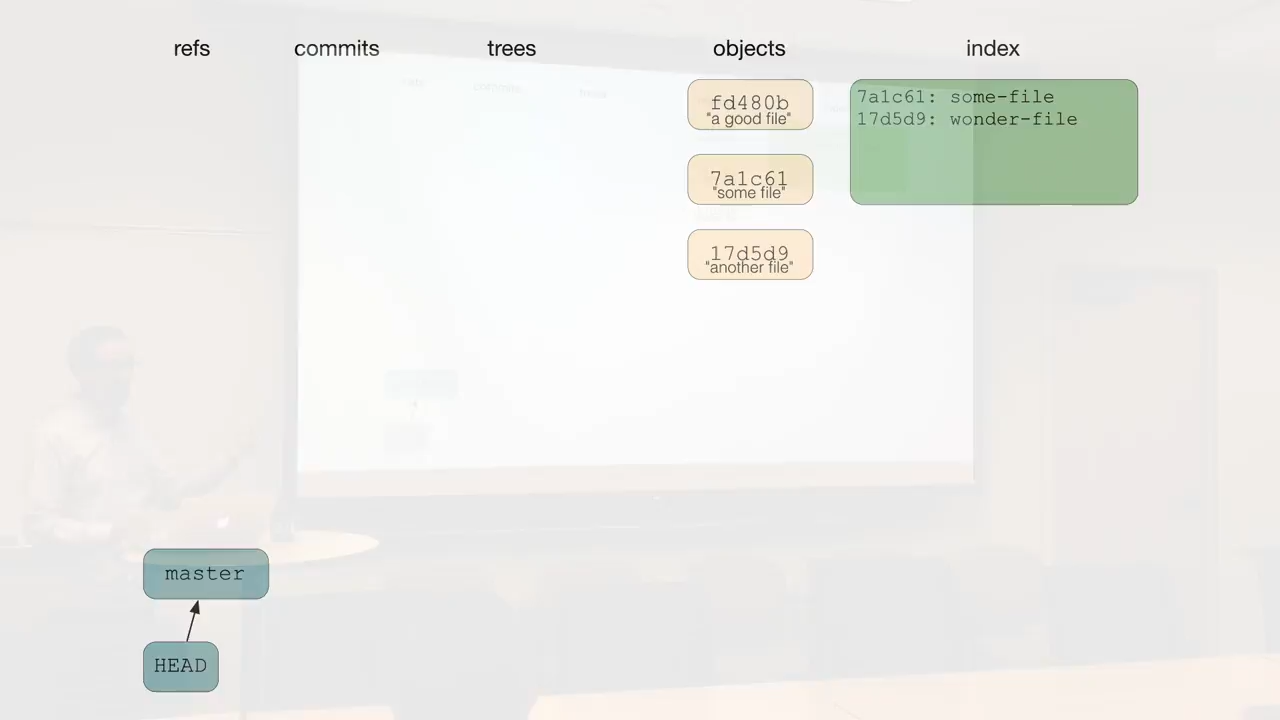 refs commits trees objects index
fd480b
"a good file"
7a1c61: some-file
17d5d9: wonder-file
7a1c61
"some file"
17d5d9
"another file"
master
HEAD